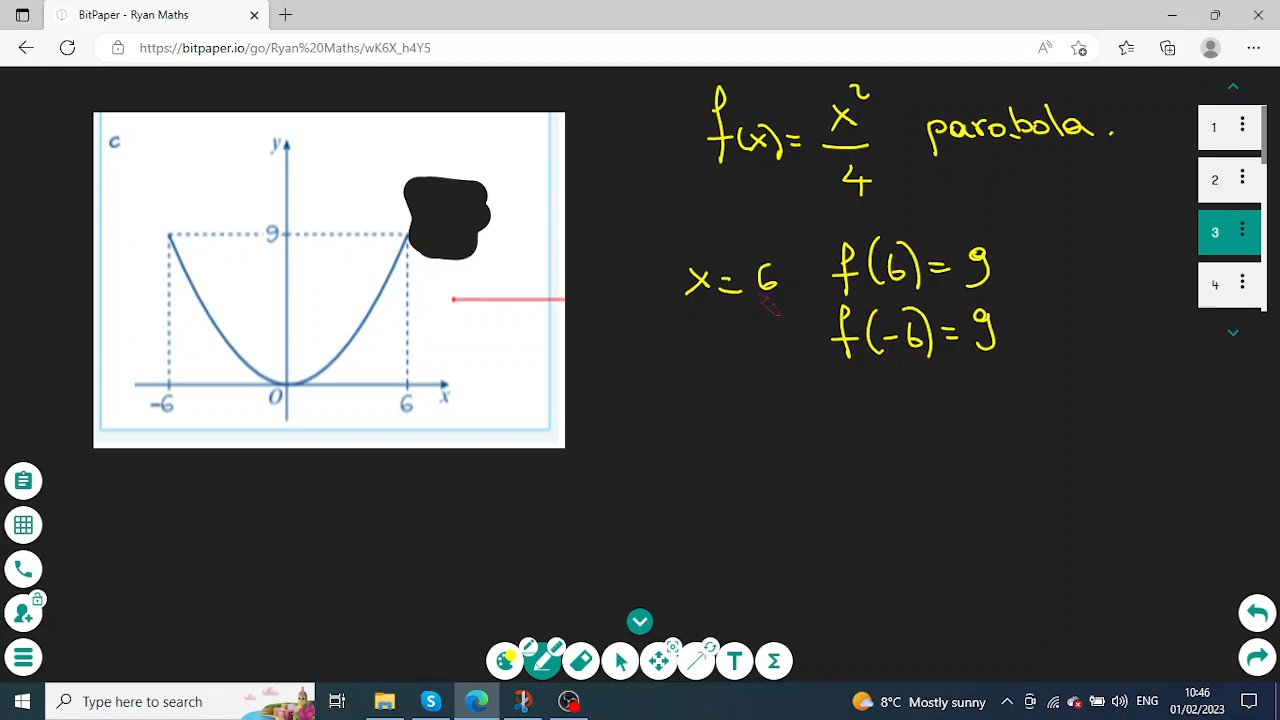 BitPaper - Ryan Maths
https://bitpaper.io/go/Ryan%20Maths/wK6X_h4Y5
c
y
9
-6
O
6
x
f(x) = x²/4 parabola.
x = 6 f(6) = 9
f(-6) = 9
1
2
3
4
T
Σ
Type here to search
8°C Mostly sunny
ENG
10:46
01/02/2023